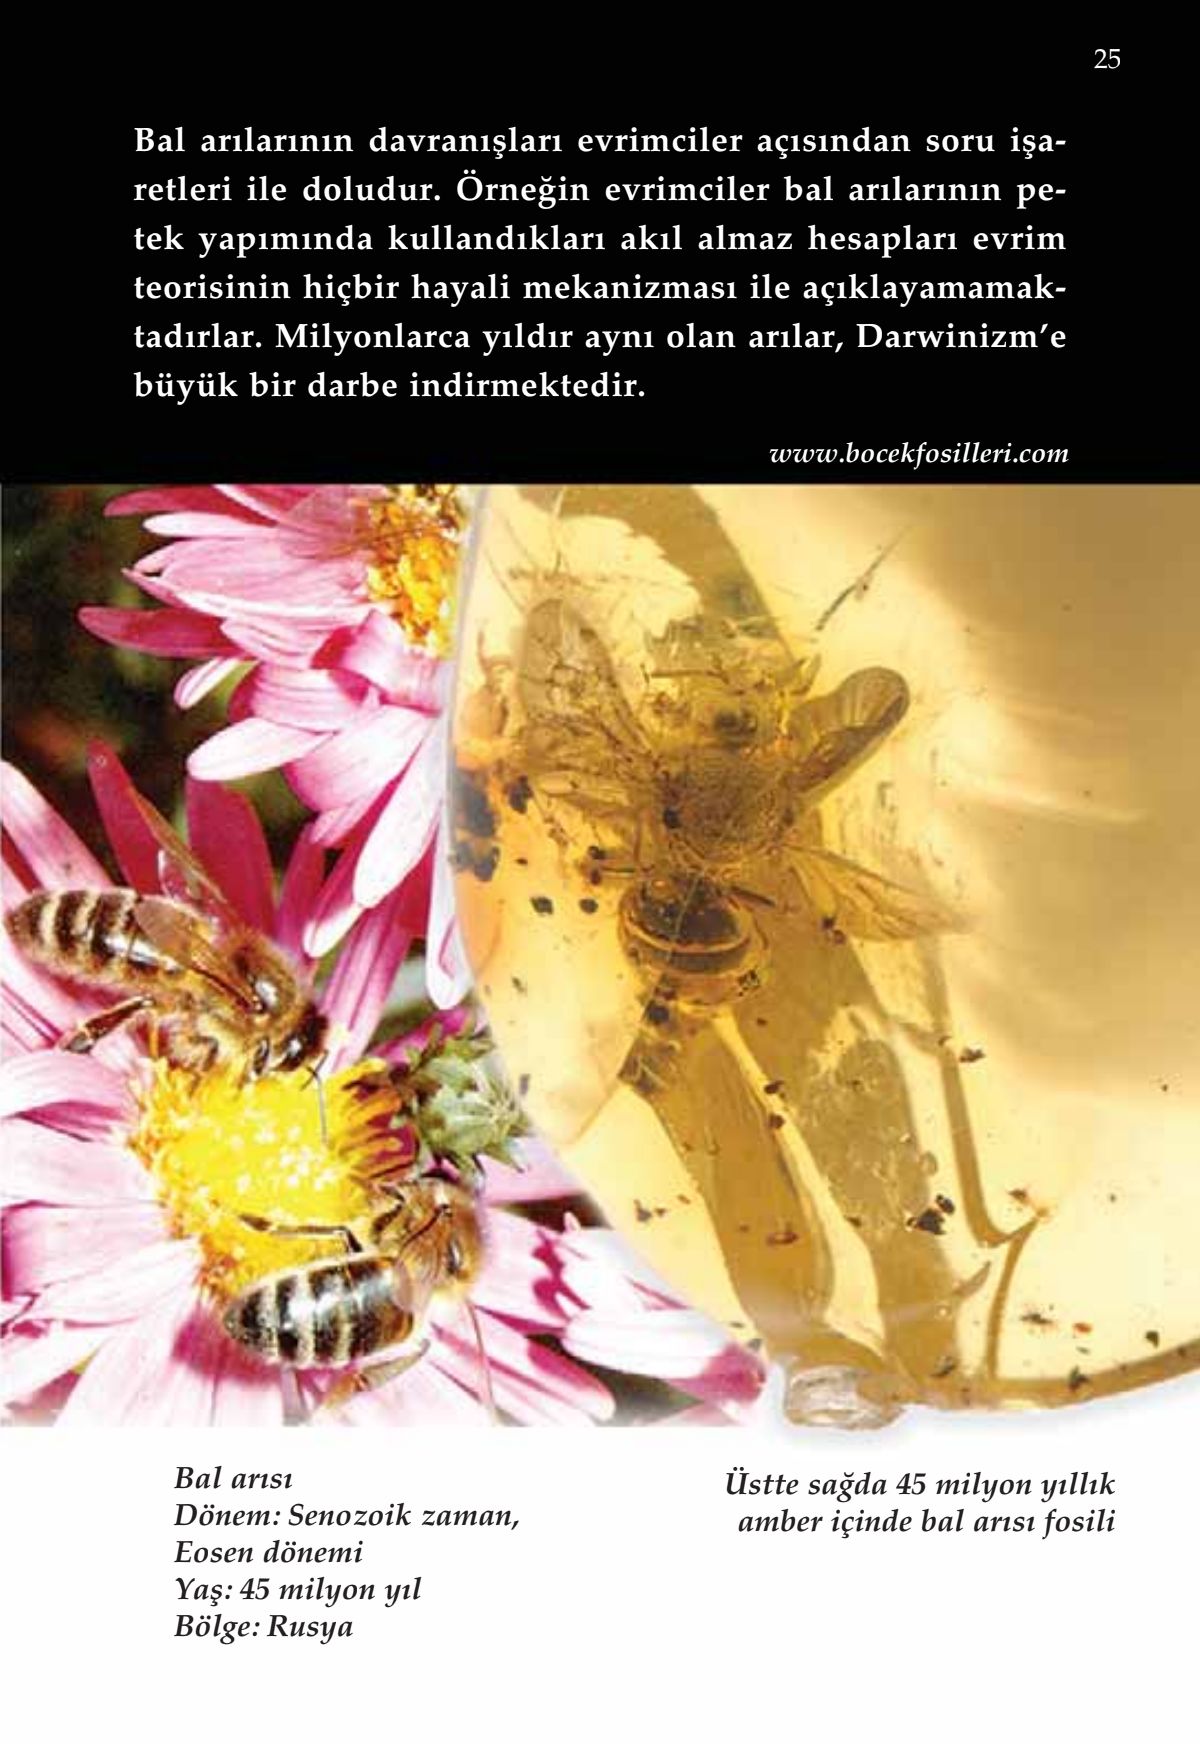 25
Bal arılarının davranışları evrimciler açısından soru işa-
retleri ile doludur. Örneğin evrimciler bal arılarının pe-
tek yapımında kullandıkları akıl almaz hesapları evrim
teorisinin hiçbir hayali mekanizması ile açıklayamamak-
tadırlar. Milyonlarca yıldır aynı olan arılar, Darwinizm’e
büyük bir darbe indirmektedir.
www.bocekfosilleri.com
Bal arısı
Dönem: Senozoik zaman,
Eosen dönemi
Yaş: 45 milyon yıl
Bölge: Rusya
Üstte sağda 45 milyon yıllık
amber içinde bal arısı fosili